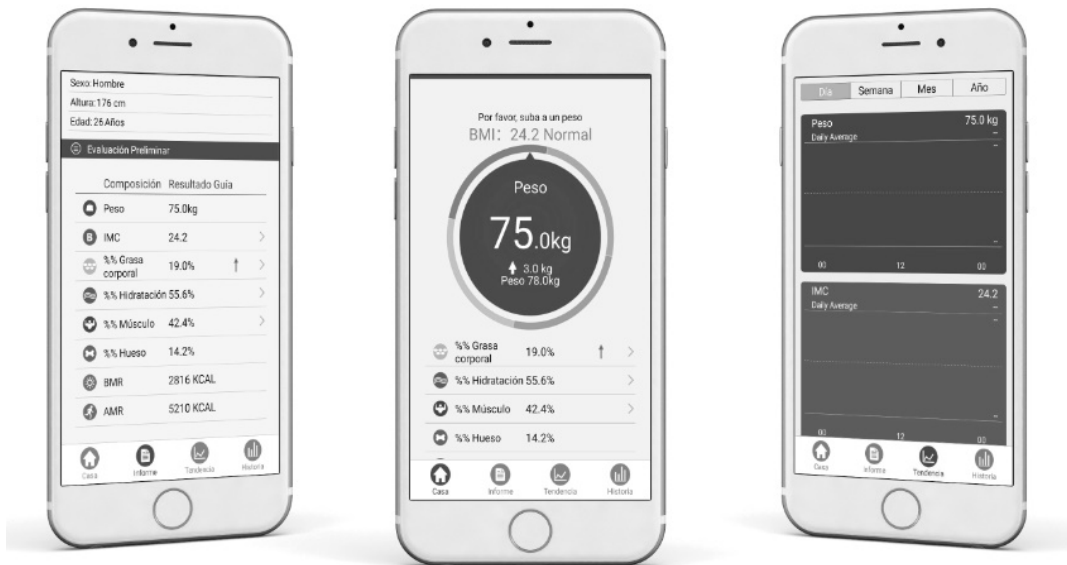 Sexo: Hombre
Altura: 176 cm
Edad: 26 Años
Evaluación Preliminar
Composición Resultado Guía
Peso 75.0kg
B IMC 24.2
%% Grasa corporal 19.0%
%% Hidratación 55.6%
%% Músculo 42.4%
%% Hueso 14.2%
BMR 2816 KCAL
AMR 5210 KCAL
Casa Informe Tendencia Historia
Por favor, suba a un peso
BMI: 24.2 Normal
Peso
75.0kg
3.0 kg
Peso 78.0kg
%% Grasa corporal 19.0%
%% Hidratación 55.6%
%% Músculo 42.4%
%% Hueso 14.2%
Casa Informe Tendencia Historia
Día Semana Mes Año
Peso 75.0 kg
Daily Average
00 12 00
IMC 24.2
Daily Average
00 12 00
Casa Informe Tendencia Historia